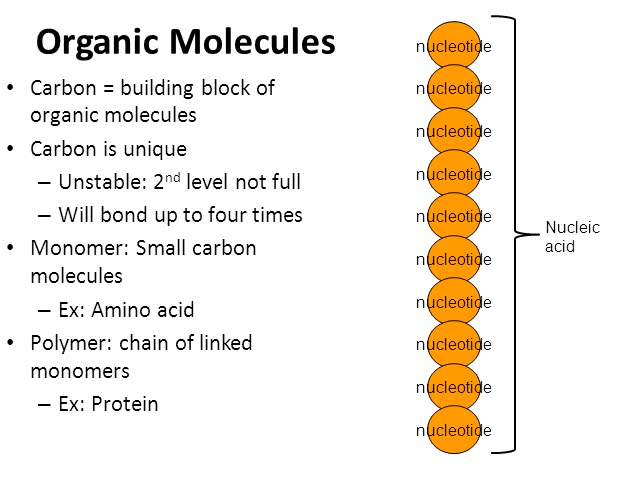 Organic Molecules
• Carbon = building block of
organic molecules
• Carbon is unique
– Unstable: 2nd level not full
– Will bond up to four times
• Monomer: Small carbon
molecules
– Ex: Amino acid
• Polymer: chain of linked
monomers
– Ex: Protein
nucleotide
nucleotide
nucleotide
nucleotide
nucleotide
nucleotide
nucleotide
nucleotide
nucleotide
nucleotide
Nucleic
acid